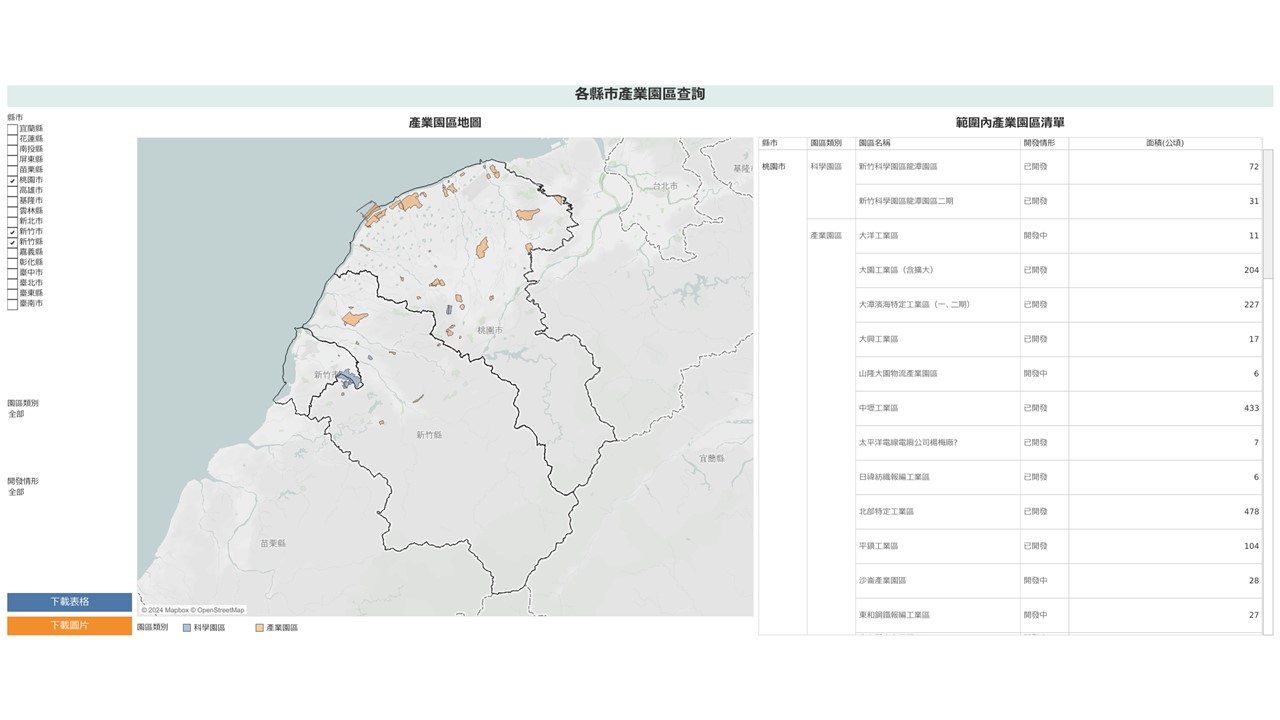 各縣市產業園區查詢
縣市
宜蘭縣
花蓮縣
南投縣
屏東縣
苗栗縣
桃園市
高雄市
基隆市
雲林縣
新北市
新竹市
新竹縣
嘉義縣
彰化縣
臺中市
臺北市
臺東縣
臺南市
園區類別
全部
開發情形
全部
下載表格
下載圖片
產業園區地圖
基隆
台北市
桃園市
新竹市
新竹縣
宜蘭縣
苗栗縣
© 2024 Mapbox © OpenStreetMap
園區類別 科學園區 產業園區
範圍內產業園區清單
縣市 園區類別 園區名稱 開發情形 面積(公頃)
桃園市 科學園區 新竹科學園區龍潭園區 已開發 72
新竹科學園區龍潭園區二期 已開發 31
產業園區 大洋工業區 開發中 11
大園工業區（含擴大） 已開發 204
大潭濱海特定工業區（一、二期） 已開發 227
大興工業區 已開發 17
山隆大園物流產業園區 開發中 6
中壢工業區 已開發 433
太平洋電線電廠公司楊梅廠? 已開發 7
日禕紡織報編工業區 已開發 6
北部特定工業區 已開發 478
平鎮工業區 已開發 104
沙崙產業園區 開發中 28
東和鋼鐵報編工業區 開發中 27